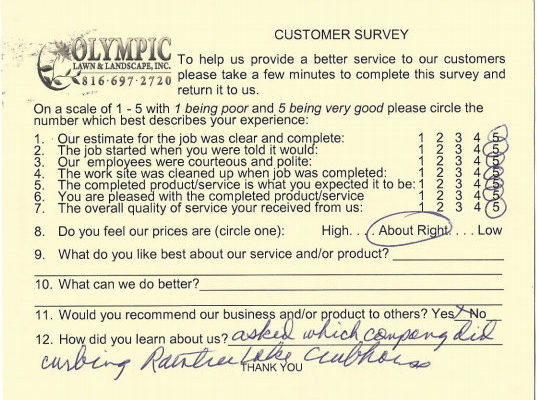 CUSTOMER SURVEY
OLYMPIC
LAWN & LANDSCAPE, INC.
816-697-2720
To help us provide a better service to our customers
please take a few minutes to complete this survey and
return it to us.
On a scale of 1 - 5 with 1 being poor and 5 being very good please circle the
number which best describes your experience:
1. Our estimate for the job was clear and complete: 1 2 3 4 5
2. The job started when you were told it would: 1 2 3 4 5
3. Our employees were courteous and polite: 1 2 3 4 5
4. The work site was cleaned up when job was completed: 1 2 3 4 5
5. The completed product/service is what you expected it to be: 1 2 3 4 5
6. You are pleased with the completed product/service 1 2 3 4 5
7. The overall quality of service your received from us: 1 2 3 4 5
8. Do you feel our prices are (circle one): High. . . . About Right. . . . Low
9. What do you like best about our service and/or product?
10. What can we do better?
11. Would you recommend our business and/or product to others? Yes X No
12. How did you learn about us? asked which company did
curbing Raintree Lake Clubhouse
THANK YOU